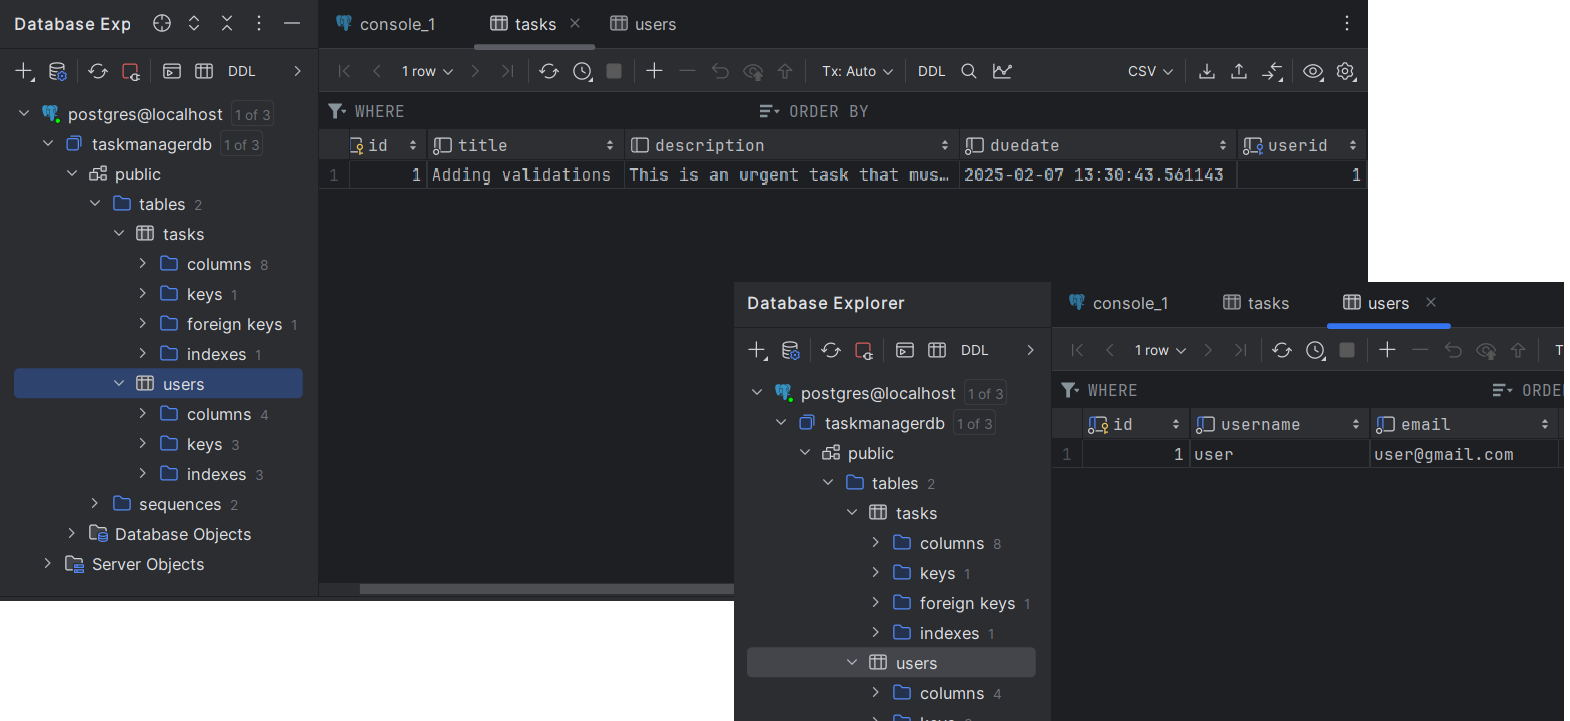 Database Exp
console_1
tasks
users
DDL
1 row
Tx: Auto
DDL
CSV
postgres@localhost 1 of 3
taskmanagerdb 1 of 3
public
tables 2
tasks
columns 8
keys 1
foreign keys 1
indexes 1
users
columns 4
keys 3
indexes 3
sequences 2
Database Objects
Server Objects
WHERE
ORDER BY
id title description duedate userid
1 1 Adding validations This is an urgent task that mus… 2025-02-07 13:30:43.561143 1
Database Explorer
console_1
tasks
users
DDL
1 row
T
postgres@localhost 1 of 3
taskmanagerdb 1 of 3
public
tables 2
tasks
columns 8
keys 1
foreign keys 1
indexes 1
users
columns 4
keys
WHERE
ORDE
id username email
1 1 user user@gmail.com